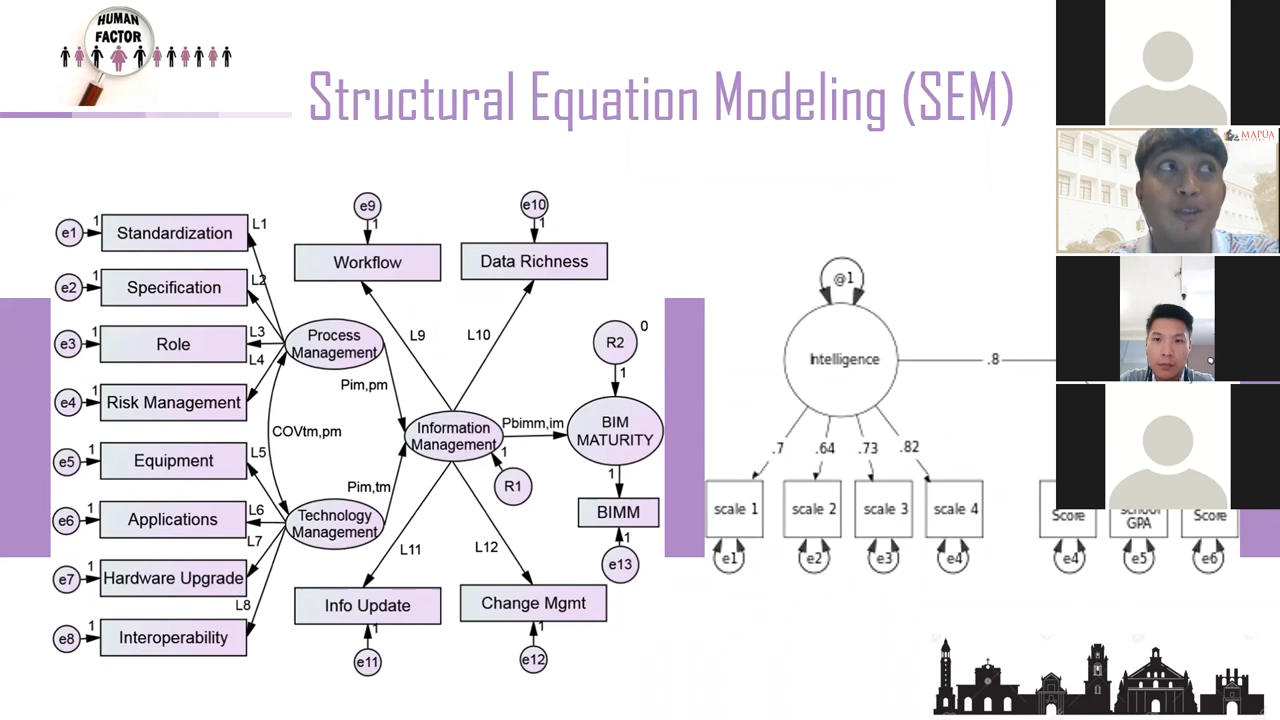 HUMAN
FACTOR
Structural Equation Modeling (SEM)
MAPÚA
e1
1
Standardization
L1
e2
1
Specification
L2
e3
1
Role
L3
e4
1
Risk Management
L4
e5
1
Equipment
L5
e6
1
Applications
L6
e7
1
Hardware Upgrade
L7
e8
1
Interoperability
L8
e9
1
Workflow
L9
e10
1
Data Richness
L10
Process
Management
Pim,pm
COVtm,pm
Technology
Management
Pim,tm
Information
Management
1
R1
Pbimm,im
R2
0
1
BIM
MATURITY
1
BIMM
1
e13
L11
Info Update
1
e11
L12
Change Mgmt
1
e12
@1
Intelligence
.8
.7
.64
.73
.82
scale 1
scale 2
scale 3
scale 4
e1
e2
e3
e4
Score
school
GPA
Score
e4
e5
e6